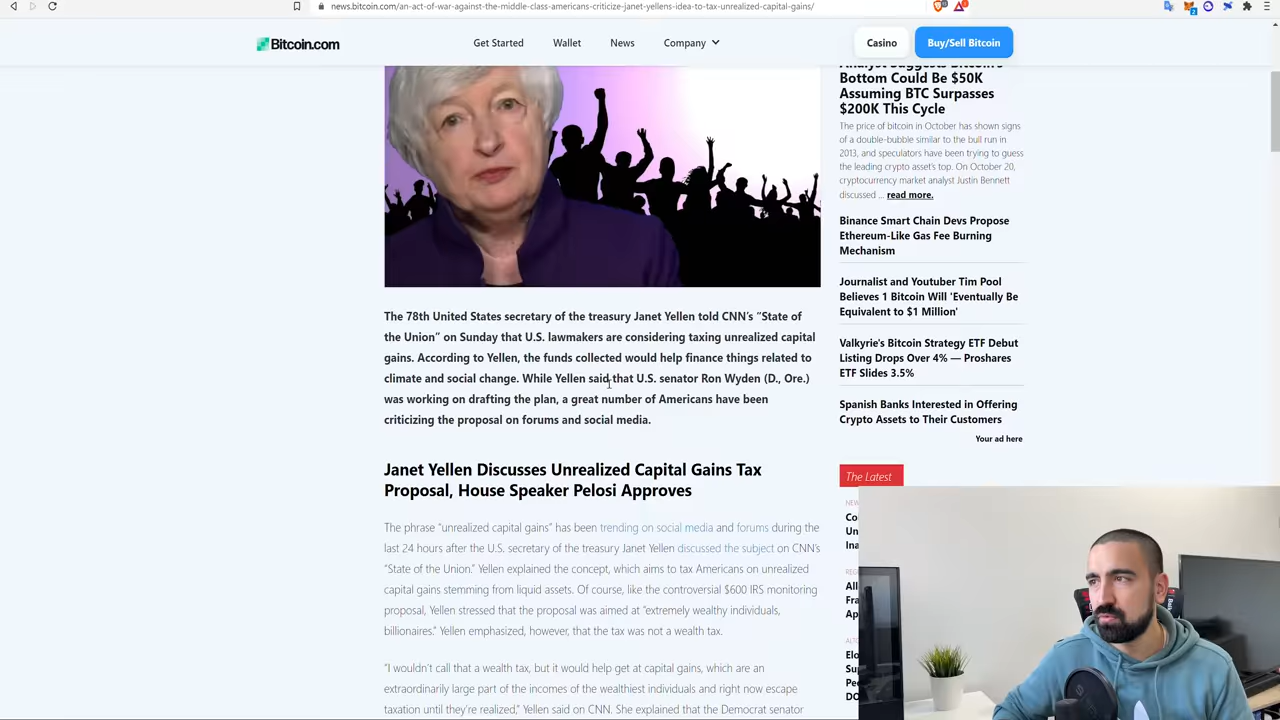 news.bitcoin.com/an-act-of-war-against-the-middle-class-americans-criticize-janet-yellens-idea-to-tax-unrealized-capital-gains/
Bitcoin.com
Get Started
Wallet
News
Company
Casino
Buy/Sell Bitcoin
The 78th United States secretary of the treasury Janet Yellen told CNN's "State of
the Union" on Sunday that U.S. lawmakers are considering taxing unrealized capital
gains. According to Yellen, the funds collected would help finance things related to
climate and social change. While Yellen said that U.S. senator Ron Wyden (D., Ore.)
was working on drafting the plan, a great number of Americans have been
criticizing the proposal on forums and social media.
Janet Yellen Discusses Unrealized Capital Gains Tax
Proposal, House Speaker Pelosi Approves
The phrase "unrealized capital gains" has been trending on social media and forums during the
last 24 hours after the U.S. secretary of the treasury Janet Yellen discussed the subject on CNN's
"State of the Union." Yellen explained the concept, which aims to tax Americans on unrealized
capital gains stemming from liquid assets. Of course, like the controversial $600 IRS monitoring
proposal, Yellen stressed that the proposal was aimed at "extremely wealthy individuals,
billionaires." Yellen emphasized, however, that the tax was not a wealth tax.
"I wouldn't call that a wealth tax, but it would help get at capital gains, which are an
extraordinarily large part of the incomes of the wealthiest individuals and right now escape
taxation until they're realized," Yellen said on CNN. She explained that the Democrat senator
Analyst Suggests Bitcoin's
Bottom Could Be $50K
Assuming BTC Surpasses
$200K This Cycle
The price of bitcoin in October has shown signs
of a double-bubble similar to the bull run in
2013, and speculators have been trying to guess
the leading crypto asset's top. On October 20,
cryptocurrency market analyst Justin Bennett
discussed ... read more.
Binance Smart Chain Devs Propose
Ethereum-Like Gas Fee Burning
Mechanism
Journalist and Youtuber Tim Pool
Believes 1 Bitcoin Will 'Eventually Be
Equivalent to $1 Million'
Valkyrie's Bitcoin Strategy ETF Debut
Listing Drops Over 4% — Proshares
ETF Slides 3.5%
Spanish Banks Interested in Offering
Crypto Assets to Their Customers
Your ad here
The Latest